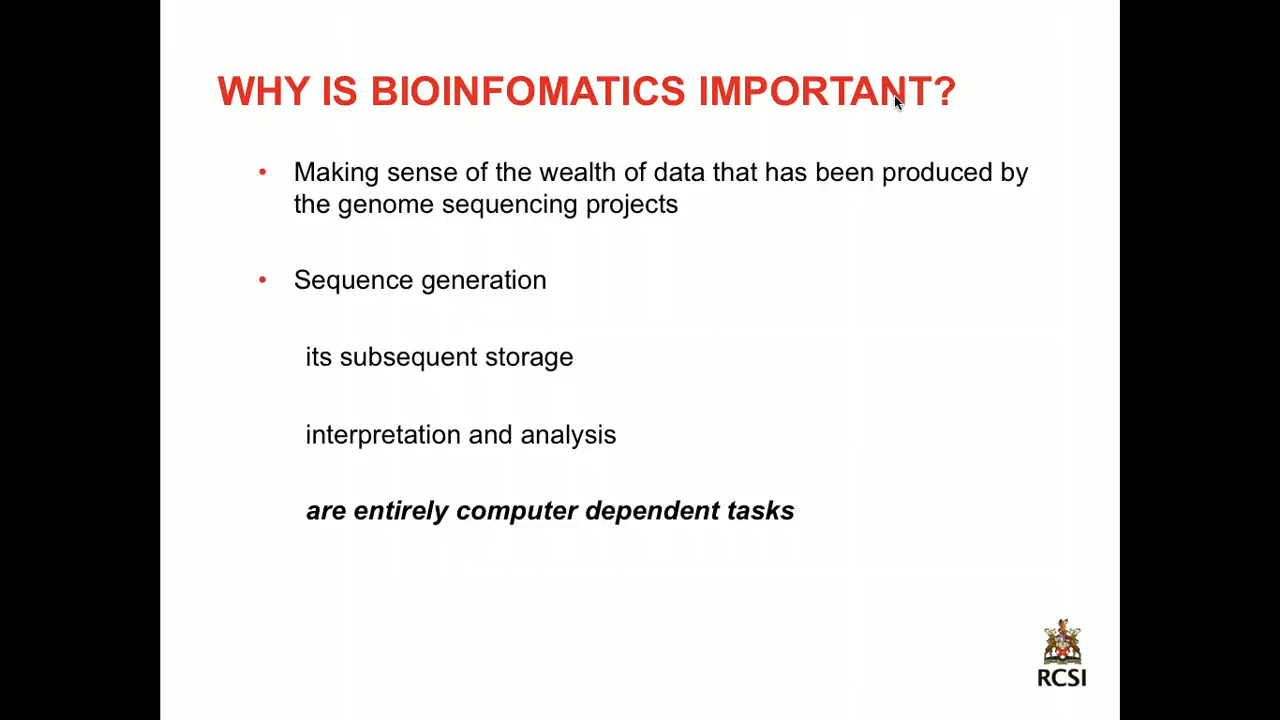 WHY IS BIOINFOMATICS IMPORTANT?
• Making sense of the wealth of data that has been produced by
the genome sequencing projects
• Sequence generation
its subsequent storage
interpretation and analysis
are entirely computer dependent tasks
RCSI